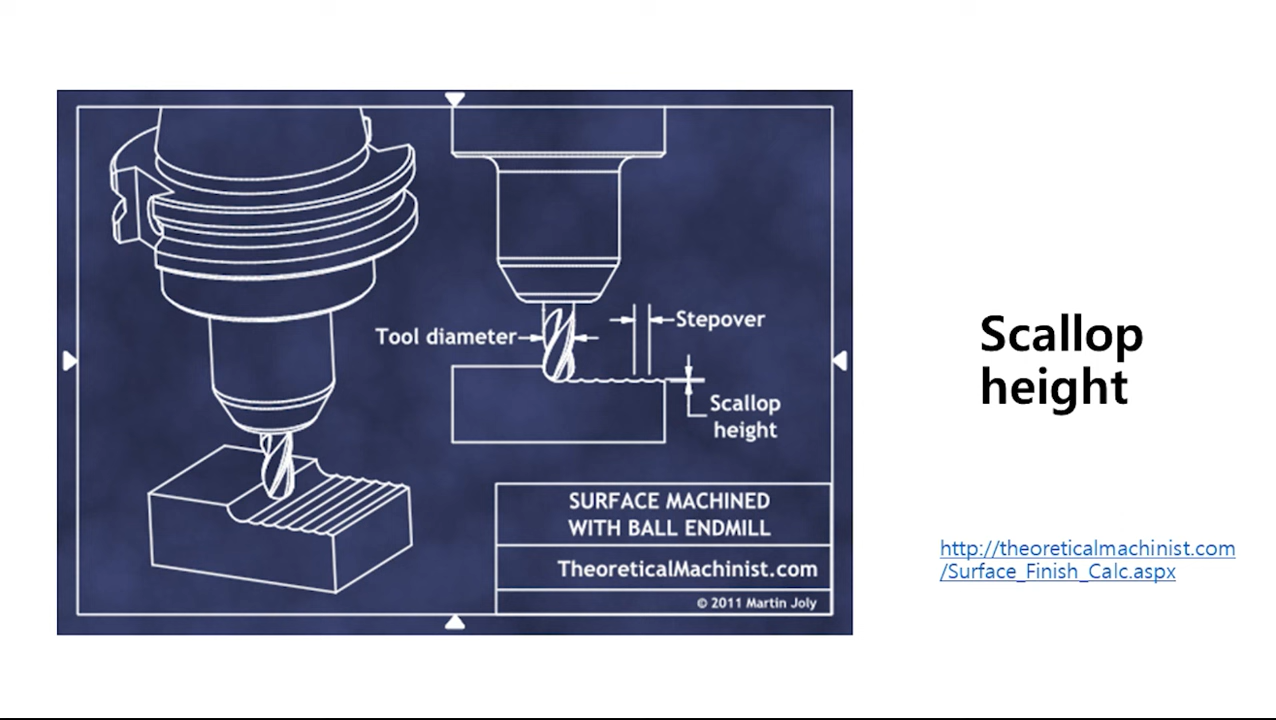 Tool diameter
Stepover
Scallop
height
SURFACE MACHINED
WITH BALL ENDMILL
TheoreticalMachinist.com
© 2011 Martin Joly
Scallop
height
http://theoreticalmachinist.com
/Surface_Finish_Calc.aspx